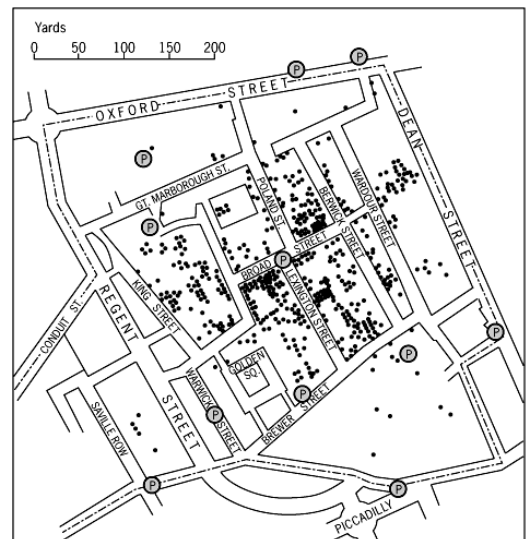 Yards
0 50 100 150 200
OXFORD STREET
DEAN STREET
GT. MARBOROUGH ST.
POLAND ST.
BERWICK STREET
WARDOUR STREET
BROAD STREET
LEXINGTON STREET
KING STREET
CONDUIT ST.
REGENT STREET
GOLDEN SQ.
WARWICK STREET
BREWER STREET
SAVILLE ROW
PICCADILLY
P
P
P
P
P
P
P
P
P
P
P